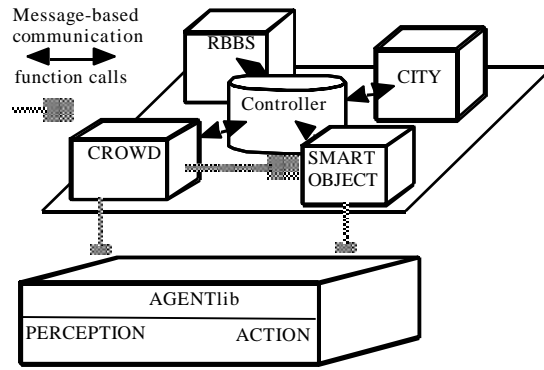 Message-based
communication
function calls
RBBS
CITY
Controller
CROWD
SMART
OBJECT
AGENTlib
PERCEPTION
ACTION